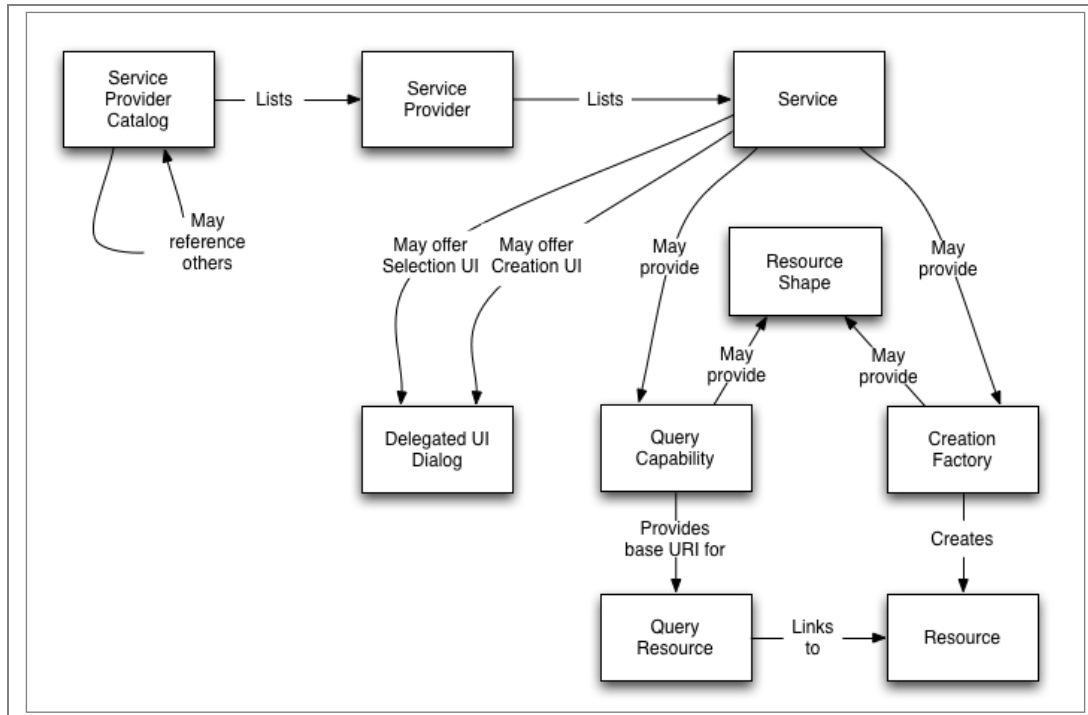 Service
Provider
Catalog
Lists
Service
Provider
Lists
Service
May
reference
others
May offer
Selection UI
May offer
Creation UI
May
provide
Resource
Shape
May
provide
May
provide
May
provide
Delegated UI
Dialog
Query
Capability
Creation
Factory
Provides
base URI for
Creates
Query
Resource
Links
to
Resource